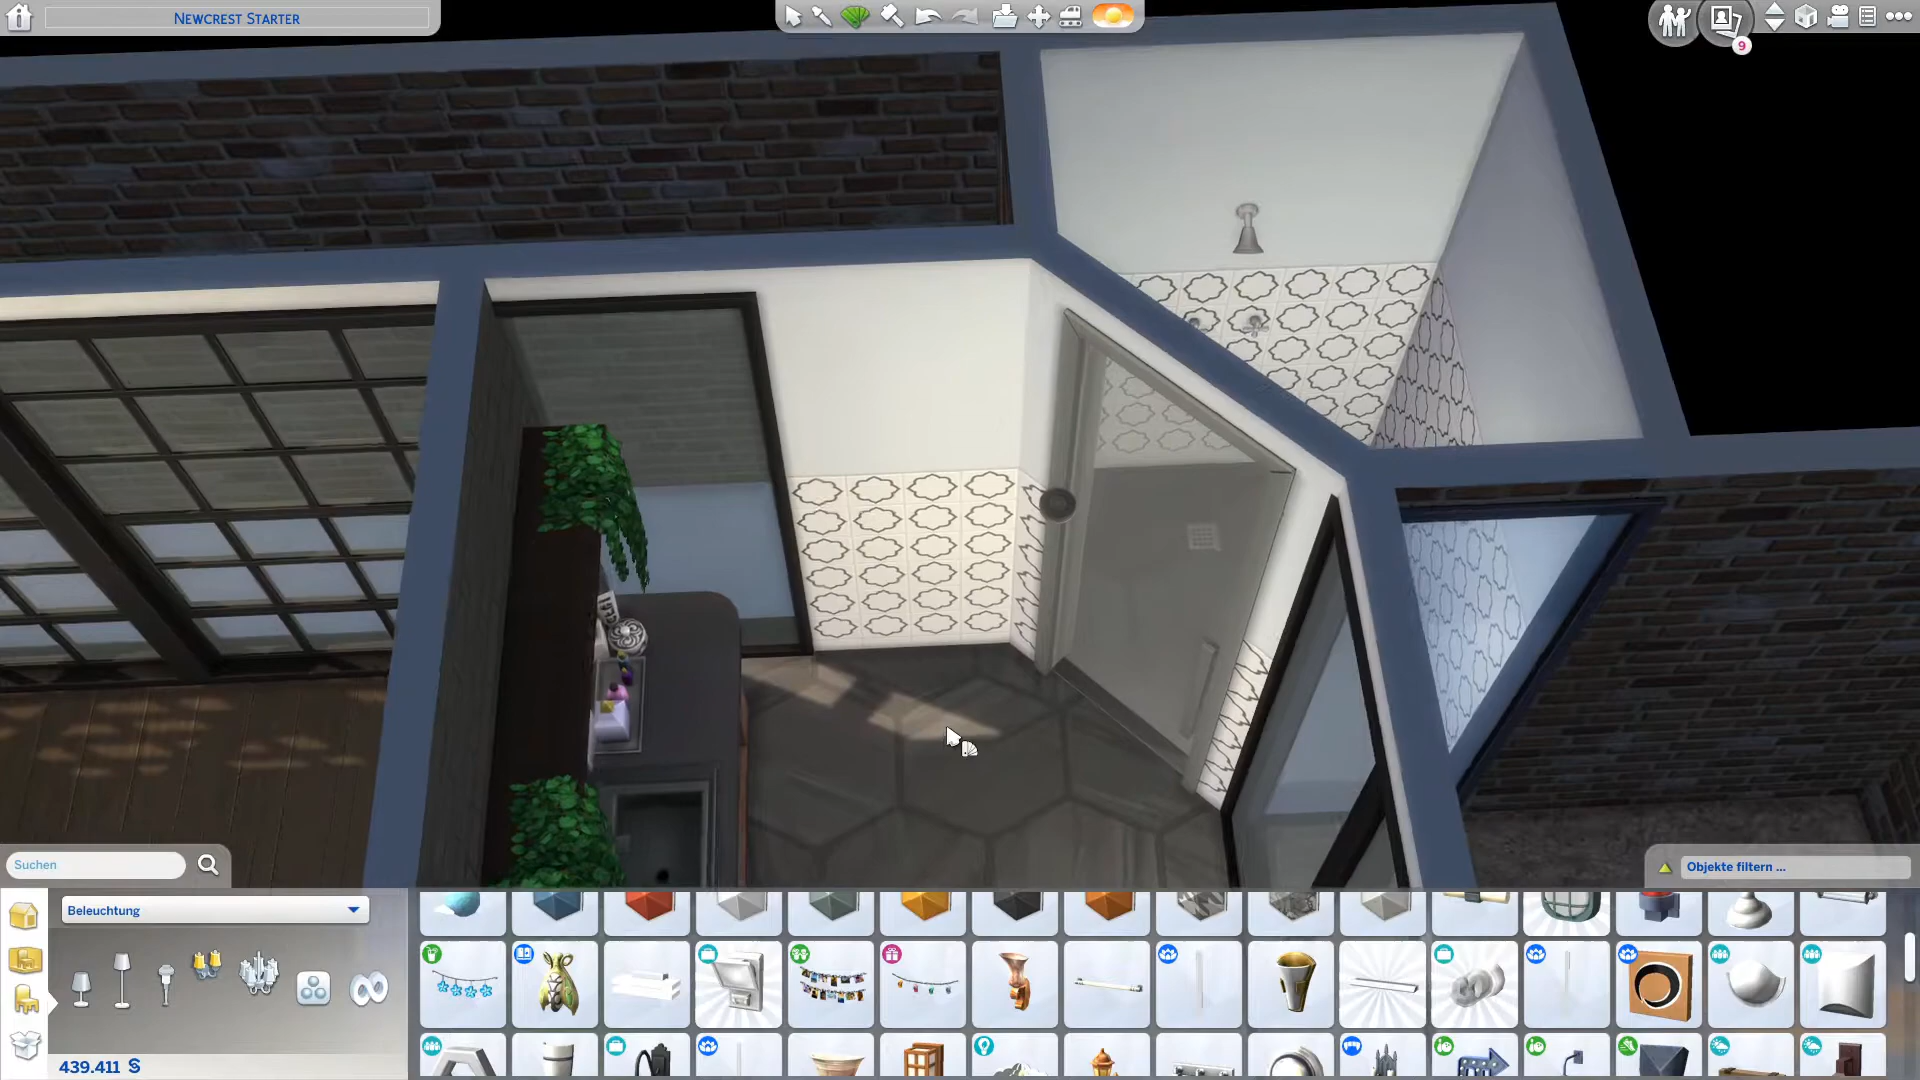 Newcrest Starter
9
Suchen
Objekte filtern ...
Beleuchtung
439.411 S